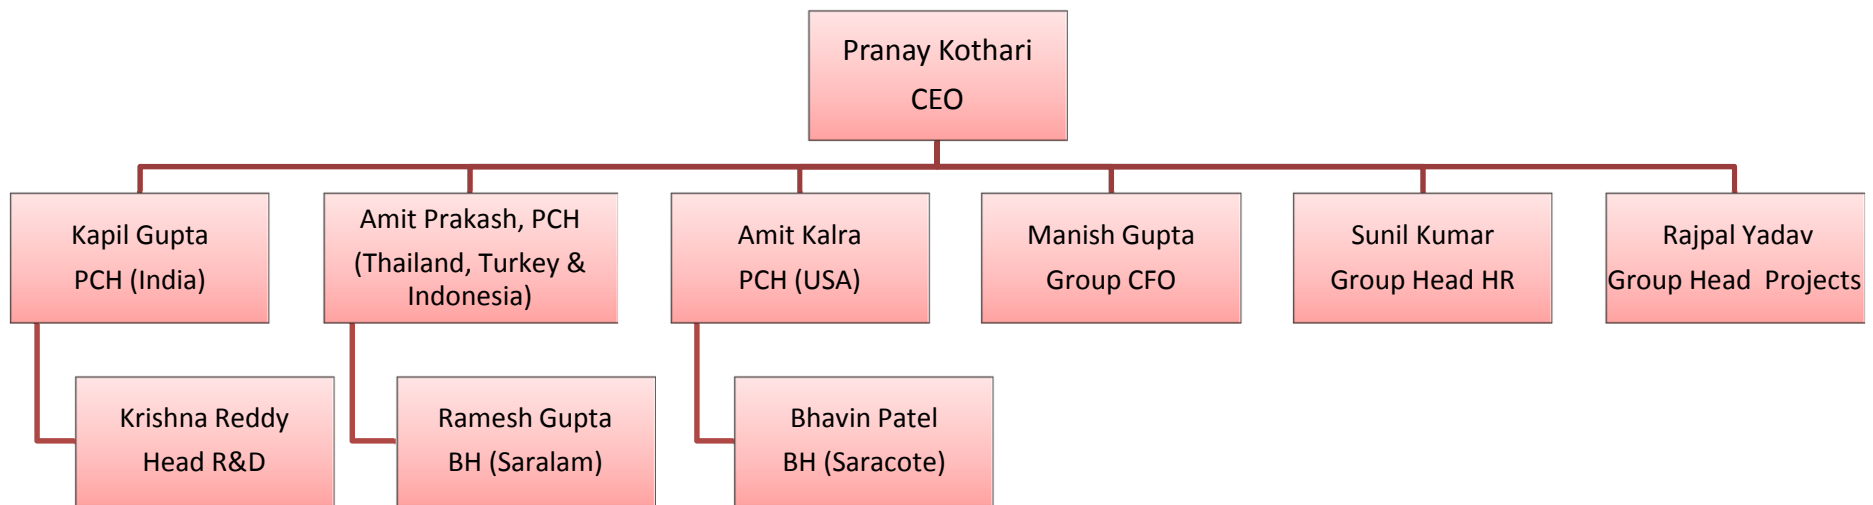 Pranay Kothari
CEO
Kapil Gupta
PCH (India)
Amit Prakash, PCH
(Thailand, Turkey &
Indonesia)
Amit Kalra
PCH (USA)
Manish Gupta
Group CFO
Sunil Kumar
Group Head HR
Rajpal Yadav
Group Head  Projects
Krishna Reddy
Head R&D
Ramesh Gupta
BH (Saralam)
Bhavin Patel
BH (Saracote)